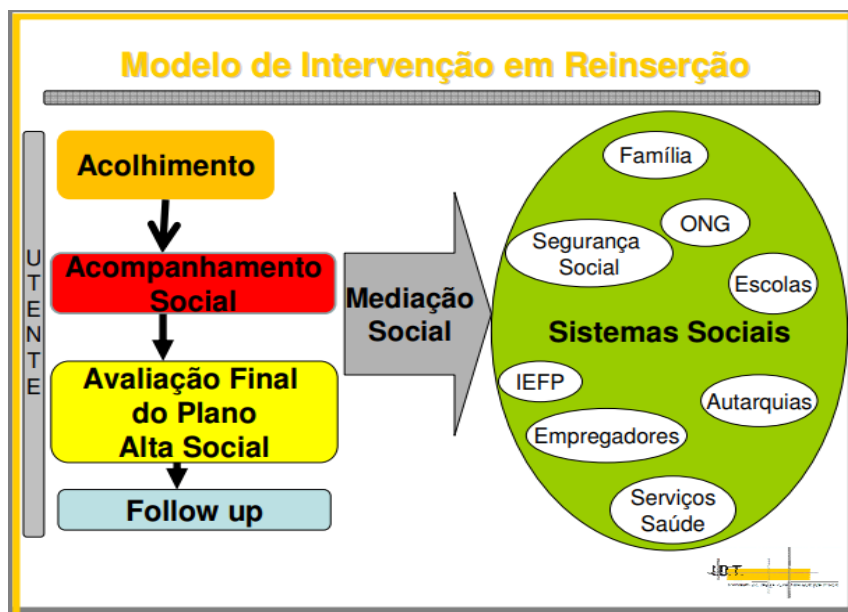 Modelo de Intervenção em Reinserção
UTENTE
Acolhimento
Acompanhamento
Social
Avaliação Final
do Plano
Alta Social
Follow up
Mediação
Social
Família
ONG
Segurança
Social
Escolas
Sistemas Sociais
IEFP
Autarquias
Empregadores
Serviços
Saúde